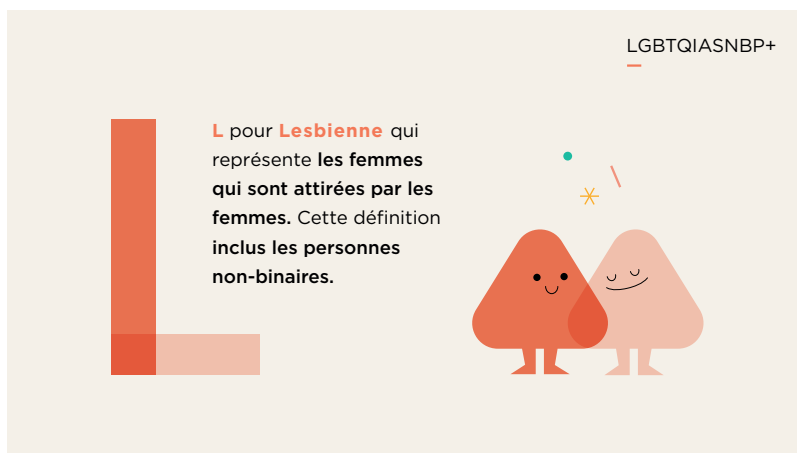 LGBTQIASNBP+
L
L pour Lesbienne qui
représente les femmes
qui sont attirées par les
femmes. Cette définition
inclus les personnes
non-binaires.